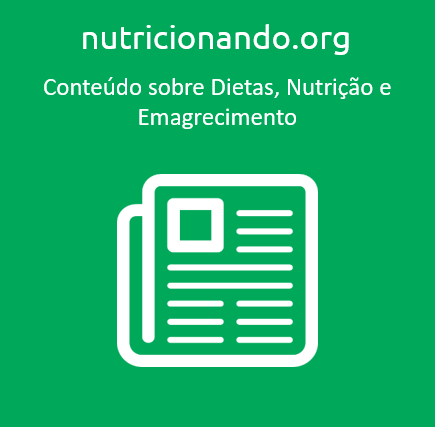 nutricionando.org
Conteúdo sobre Dietas, Nutrição e
Emagrecimento